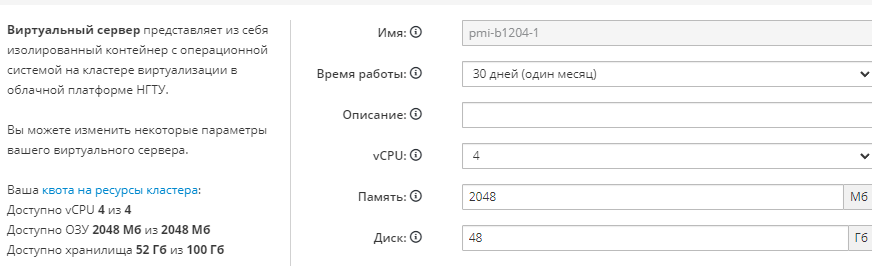 Виртуальный сервер представляет из себя
изолированный контейнер с операционной
системой на кластере виртуализации в
облачной платформе НГТУ.
Вы можете изменить некоторые параметры
вашего виртуального сервера.
Ваша квота на ресурсы кластера:
Доступно vCPU 4 из 4
Доступно ОЗУ 2048 Мб из 2048 Мб
Доступно хранилища 52 Гб из 100 Гб
Имя: pmi-b1204-1
Время работы: 30 дней (один месяц)
Описание:
vCPU: 4
Память: 2048 Мб
Диск: 48 Гб